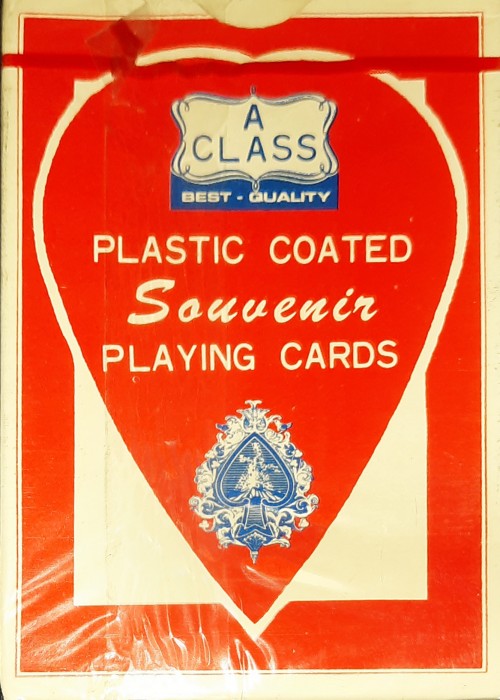 A
CLASS
BEST - QUALITY
PLASTIC COATED
Souvenir
PLAYING CARDS